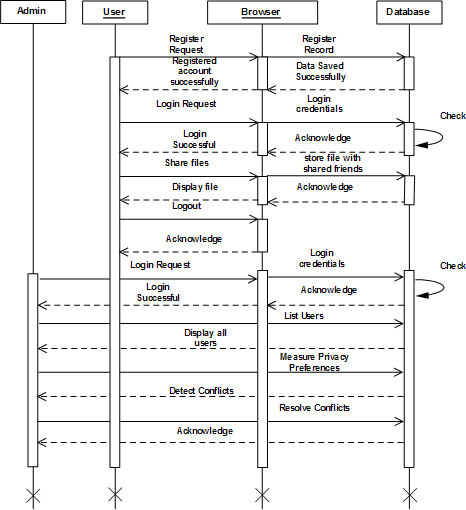 Admin
User
Browser
Database
Register
Request
Register
Record
Registered
account
successfully
Data Saved
Successfully
Login Request
Login
credentials
Check
Login
Successful
Acknowledge
Share files
store file with
shared friends
Display file
Acknowledge
Logout
Acknowledge
Login Request
Login
credentials
Check
Login
Successful
Acknowledge
List Users
Display all
users
Measure Privacy
Preferences
Detect Conflicts
Resolve Conflicts
Acknowledge